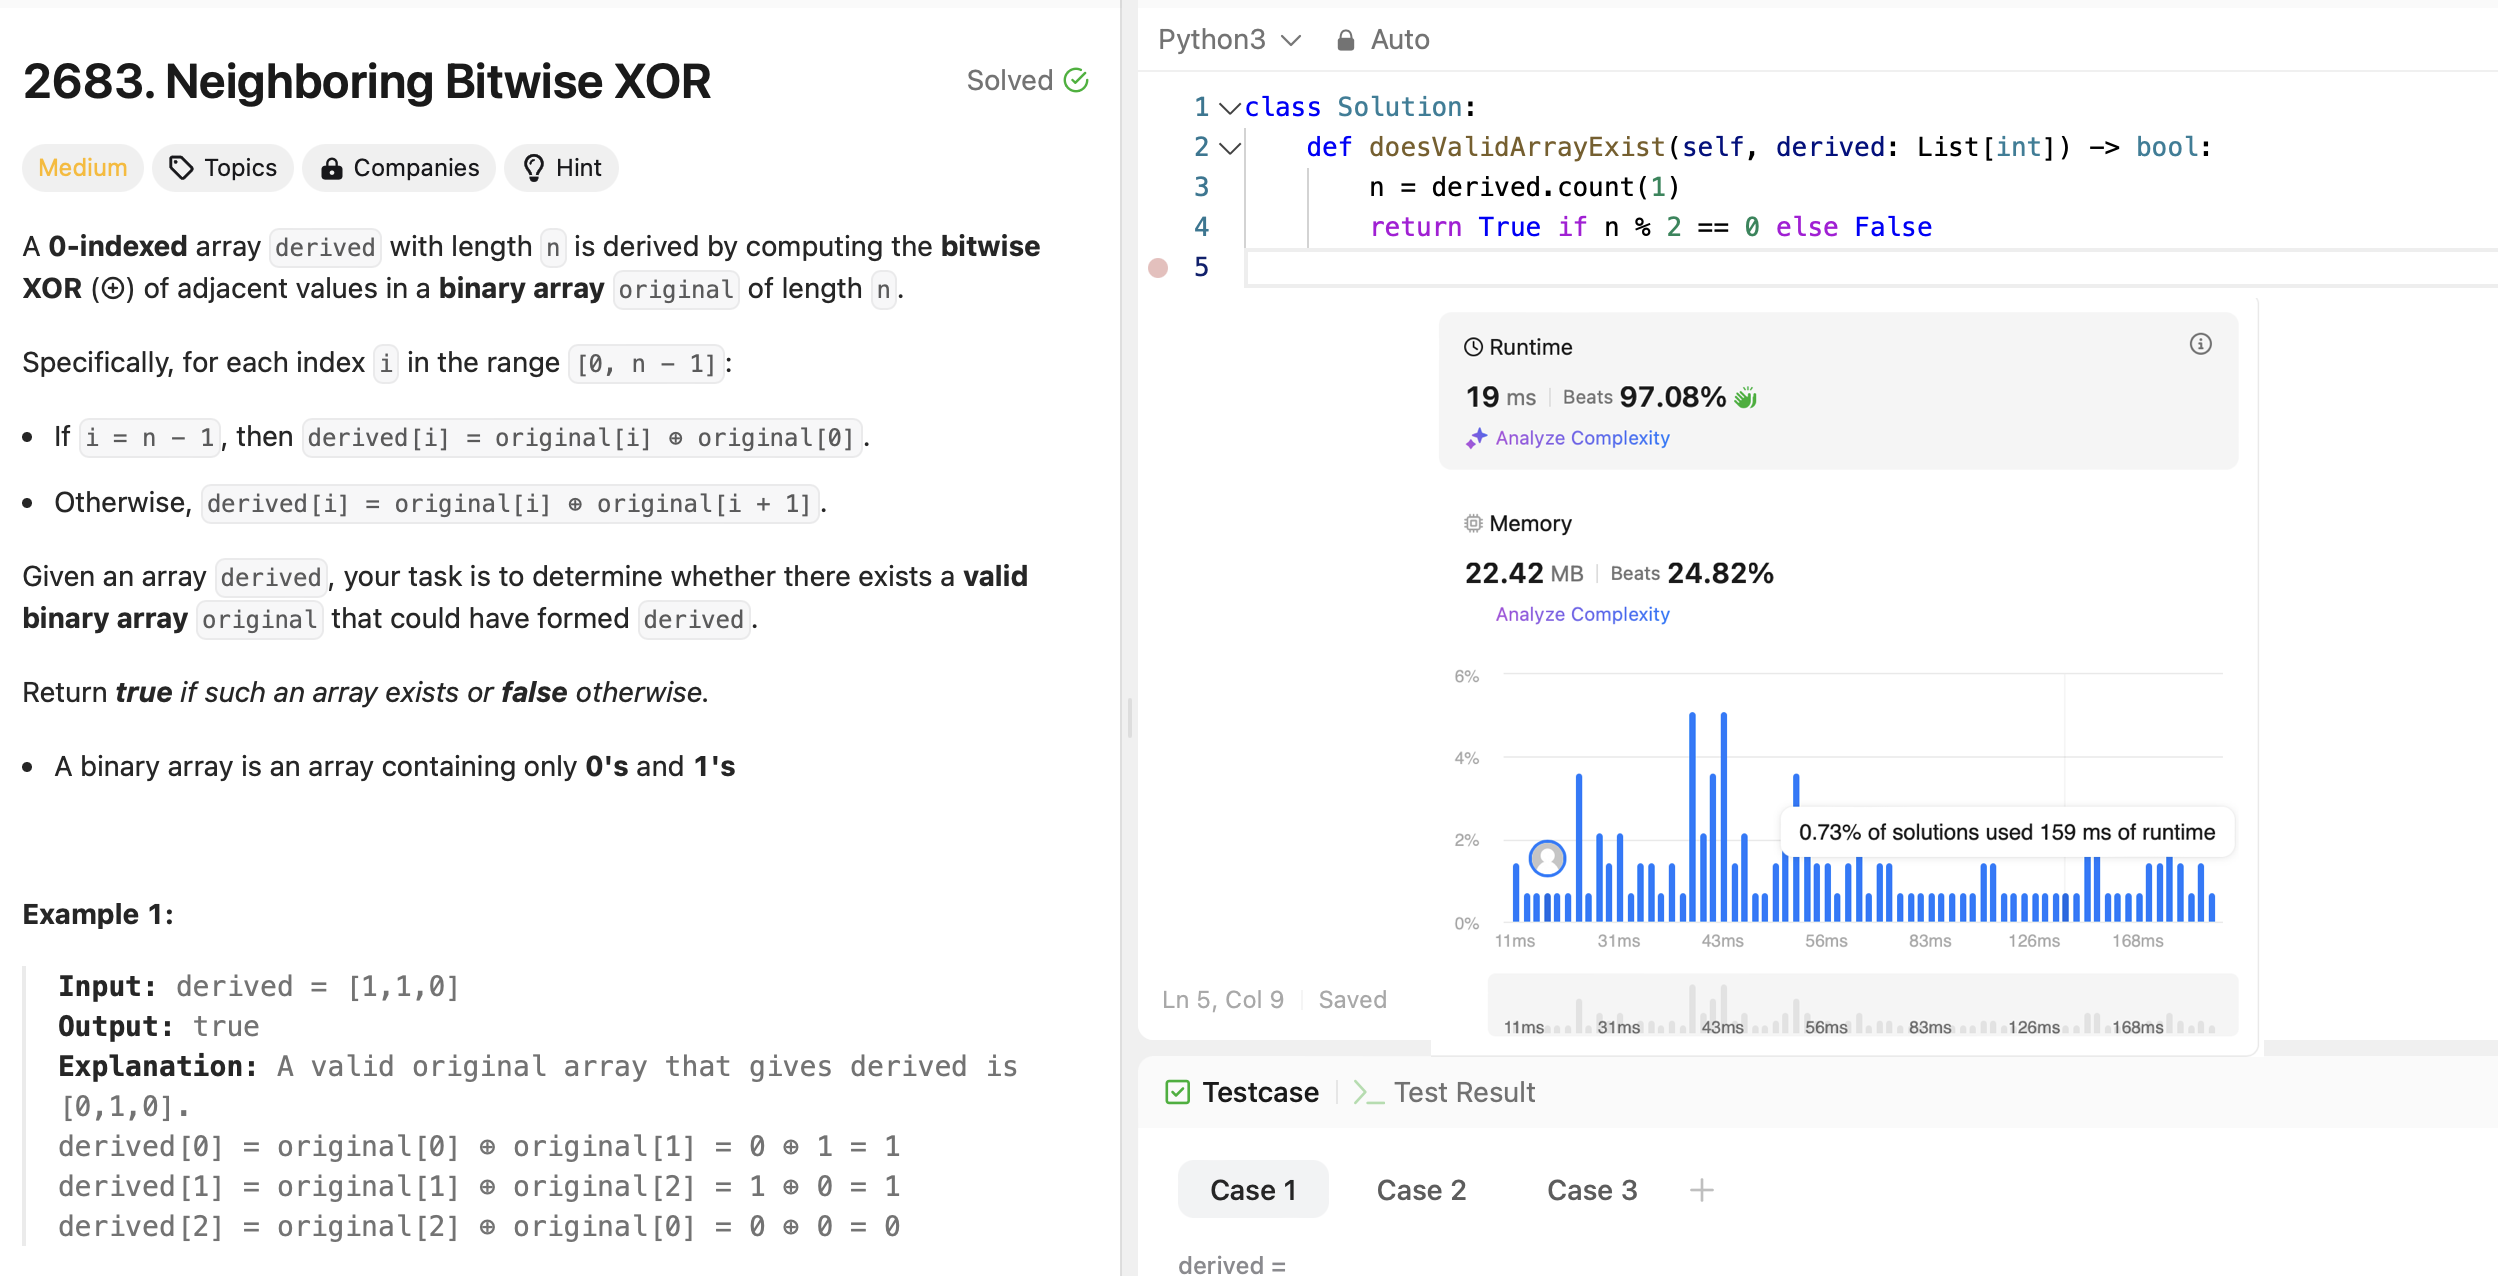 2683. Neighboring Bitwise XOR
Solved
Medium Topics Companies Hint
A 0-indexed array derived with length n is derived by computing the bitwise
XOR (⊕) of adjacent values in a binary array original of length n.
Specifically, for each index i in the range [0, n - 1]:
• If i = n - 1, then derived[i] = original[i] ⊕ original[0].
• Otherwise, derived[i] = original[i] ⊕ original[i + 1].
Given an array derived, your task is to determine whether there exists a valid
binary array original that could have formed derived.
Return true if such an array exists or false otherwise.
• A binary array is an array containing only 0's and 1's
Example 1:
Input: derived = [1,1,0]
Output: true
Explanation: A valid original array that gives derived is
[0,1,0].
derived[0] = original[0] ⊕ original[1] = 0 ⊕ 1 = 1
derived[1] = original[1] ⊕ original[2] = 1 ⊕ 0 = 1
derived[2] = original[2] ⊕ original[0] = 0 ⊕ 0 = 0
Python3 Auto
1 class Solution:
2 def doesValidArrayExist(self, derived: List[int]) -> bool:
3 n = derived.count(1)
4 return True if n % 2 == 0 else False
5
Runtime
19 ms | Beats 97.08%
Analyze Complexity
Memory
22.42 MB | Beats 24.82%
Analyze Complexity
6%
4%
2%
0%
0.73% of solutions used 159 ms of runtime
11ms 31ms 43ms 56ms 83ms 126ms 168ms
11ms 31ms 43ms 56ms 83ms 126ms 168ms
Ln 5, Col 9 | Saved
Testcase | >_ Test Result
Case 1 Case 2 Case 3 +
derived =